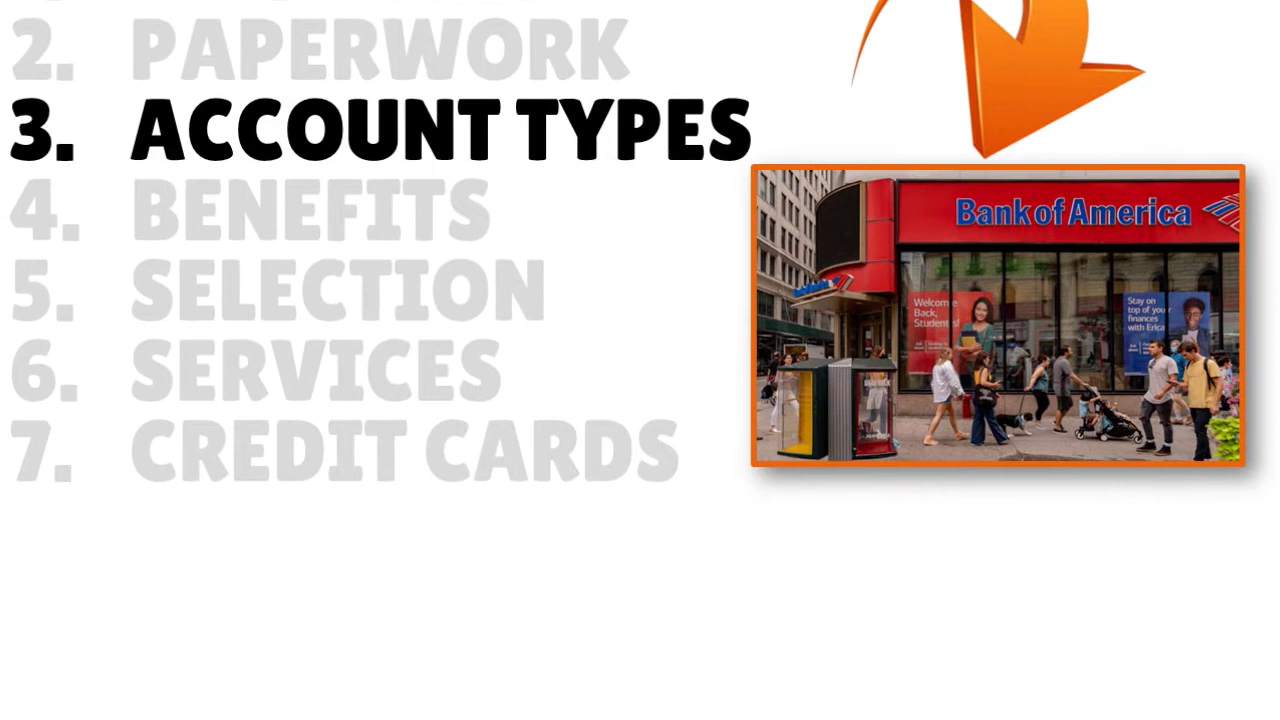 2. PAPERWORK
3. ACCOUNT TYPES
4. BENEFITS
5. SELECTION
6. SERVICES
7. CREDIT CARDS
Bank of America
Welcome
Back,
Students!
Stay on
top of your
finances
with Erica